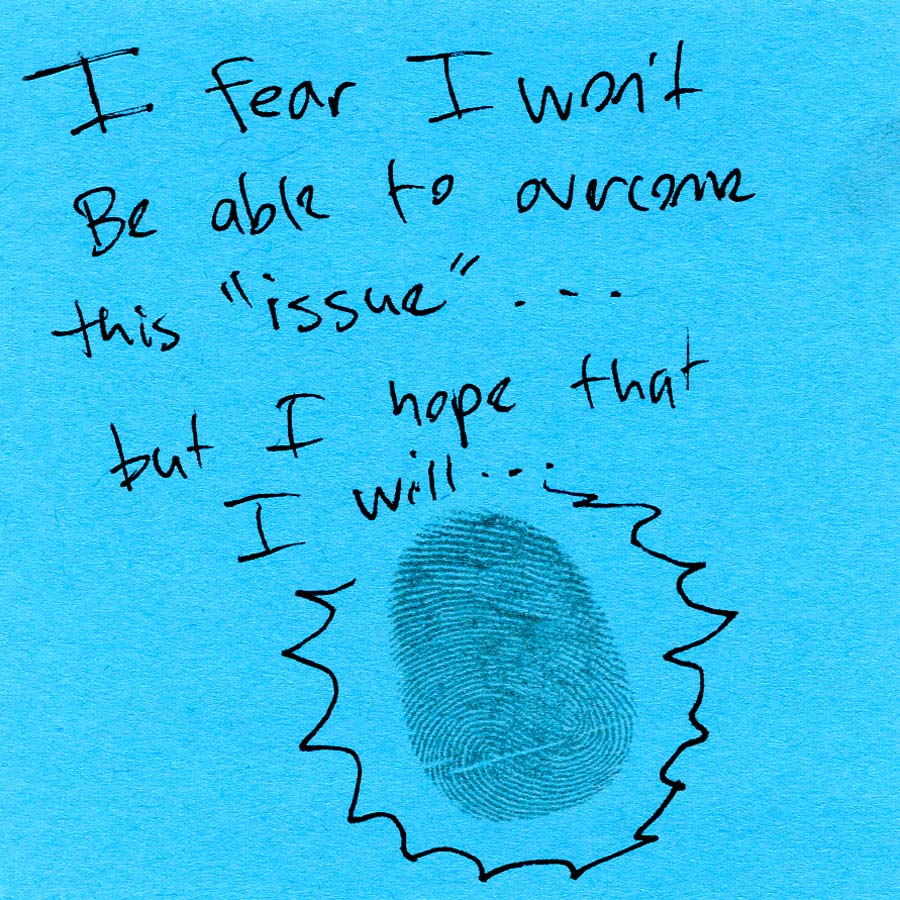 I fear I won't
Be able to overcome
this "issue" ...
but I hope that
I will...